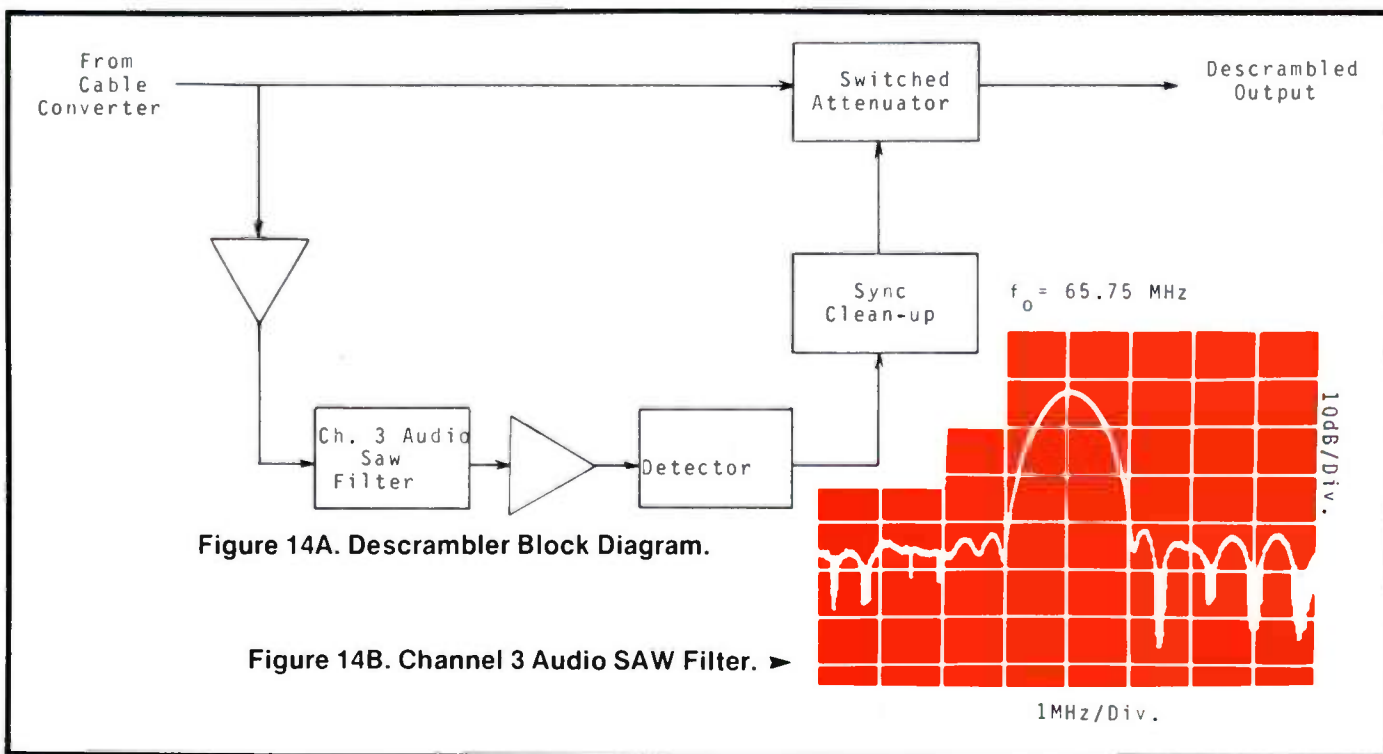 From
Cable
Converter
Switched
Attenuator
Descrambled
Output
Sync
Clean-up
f_o = 65.75 MHz
Ch. 3 Audio
Saw
Filter
Detector
10dB/Div.
Figure 14A. Descrambler Block Diagram.
Figure 14B. Channel 3 Audio SAW Filter. ►
1MHz/Div.